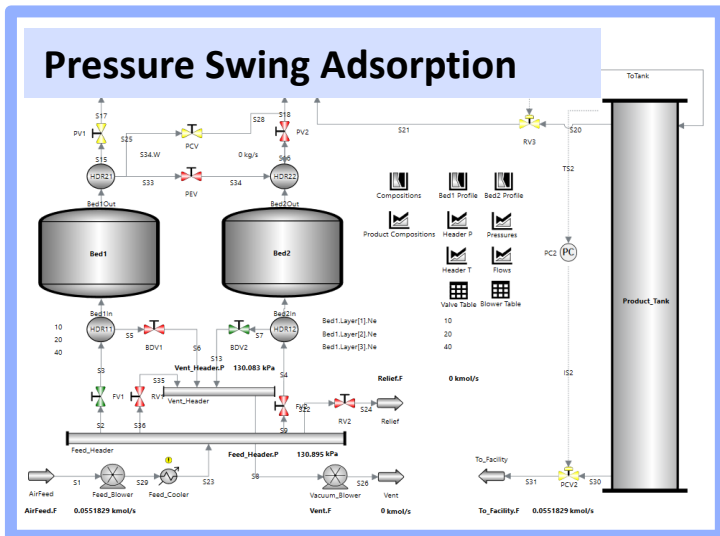 Pressure Swing Adsorption
ToTank
S17
S28
S18
PV1
S25
PCV
PV2
S21
RV3
S20
S15
S34.W
0 kg/s
TS2
HDR21
S33
S34
HDR22
PEV
Bed1Out
Bed2Out
Compositions
Bed1 Profile
Bed2 Profile
Product Compositions
Header P
Pressures
Bed1
Bed2
PC2
PC
Header T
Flows
Product_Tank
Valve Table
Blower Table
Bed1In
Bed2In
10
HDR11
S5
S7
HDR12
Bed1.Layer[1].Ne
10
20
BDV1
S6
BDV2
Bed1.Layer[2].Ne
20
40
S13
Bed1.Layer[3].Ne
40
S3
Vent_Header.P
130.083 kPa
S4
IS2
S35
Relief.F
0 kmol/s
FV1
RV1
Vent_Header
S22
RV2
S24
Relief
S2
S36
S9
Feed_Header
Feed_Header.P
130.895 kPa
To_Facility
AirFeed
S1
Feed_Blower
S29
Feed_Cooler
S23
S8
Vacuum_Blower
S26
Vent
S31
PCV2
S30
AirFeed.F
0.0551829 kmol/s
Vent.F
0 kmol/s
To_Facility.F
0.0551829 kmol/s